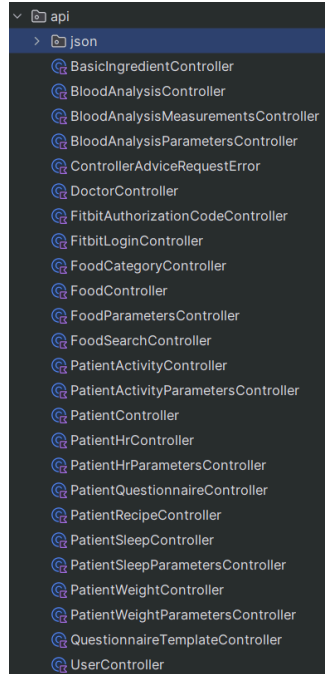 api
json
BasicIngredientController
BloodAnalysisController
BloodAnalysisMeasurementsController
BloodAnalysisParametersController
ControllerAdviceRequestError
DoctorController
FitbitAuthorizationCodeController
FitbitLoginController
FoodCategoryController
FoodController
FoodParametersController
FoodSearchController
PatientActivityController
PatientActivityParametersController
PatientController
PatientHrController
PatientHrParametersController
PatientQuestionnaireController
PatientRecipeController
PatientSleepController
PatientSleepParametersController
PatientWeightController
PatientWeightParametersController
QuestionnaireTemplateController
UserController